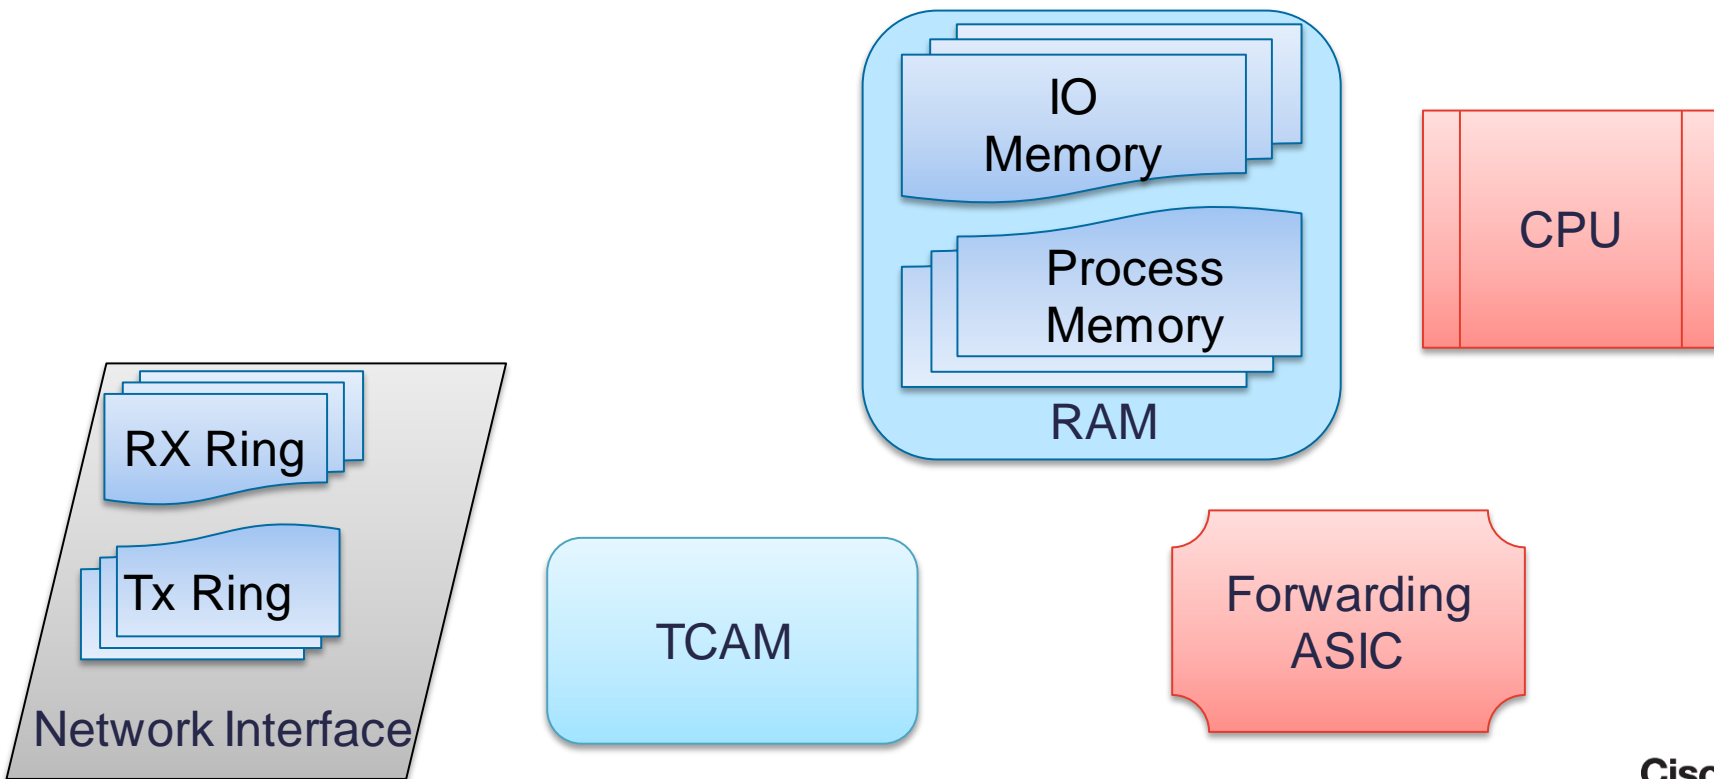 IO
Memory
CPU
Process
Memory
RAM
RX Ring
Tx Ring
Network Interface
TCAM
Forwarding
ASIC